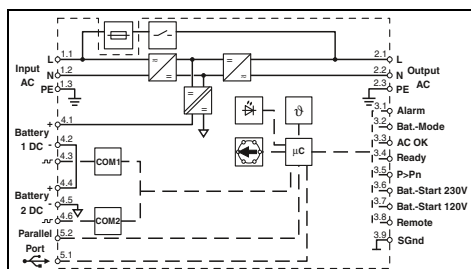 L 1.1
Input N 1.2
AC PE 1.3
+ 4.1
Battery 4.2
1 DC -
4.3
+ 4.4
Battery 4.5
2 DC -
4.6
Parallel 5.2
Port
5.1
COM1
COM2
ϑ
µC
2.1 L
2.2 N Output
2.3 PE AC
3.1 Alarm
3.2 Bat.-Mode
3.3 AC OK
3.4 Ready
3.5 P>Pn
3.6 Bat.-Start 230V
3.7 Bat.-Start 120V
3.8 Remote
3.9 SGnd